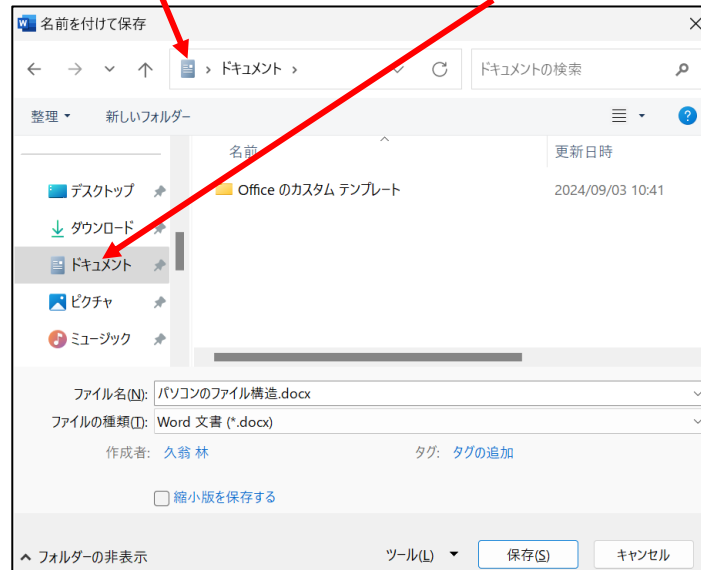 名前を付けて保存
ドキュメント
ドキュメントの検索
整理 新しいフォルダー
名前 更新日時
デスクトップ
Office のカスタム テンプレート 2024/09/03 10:41
ダウンロード
ドキュメント
ピクチャ
ミュージック
ファイル名(N): パソコンのファイル構造.docx
ファイルの種類(T): Word 文書 (*.docx)
作成者: 久翁 林 タグ: タグの追加
縮小版を保存する
フォルダーの非表示 ツール(L) 保存(S) キャンセル